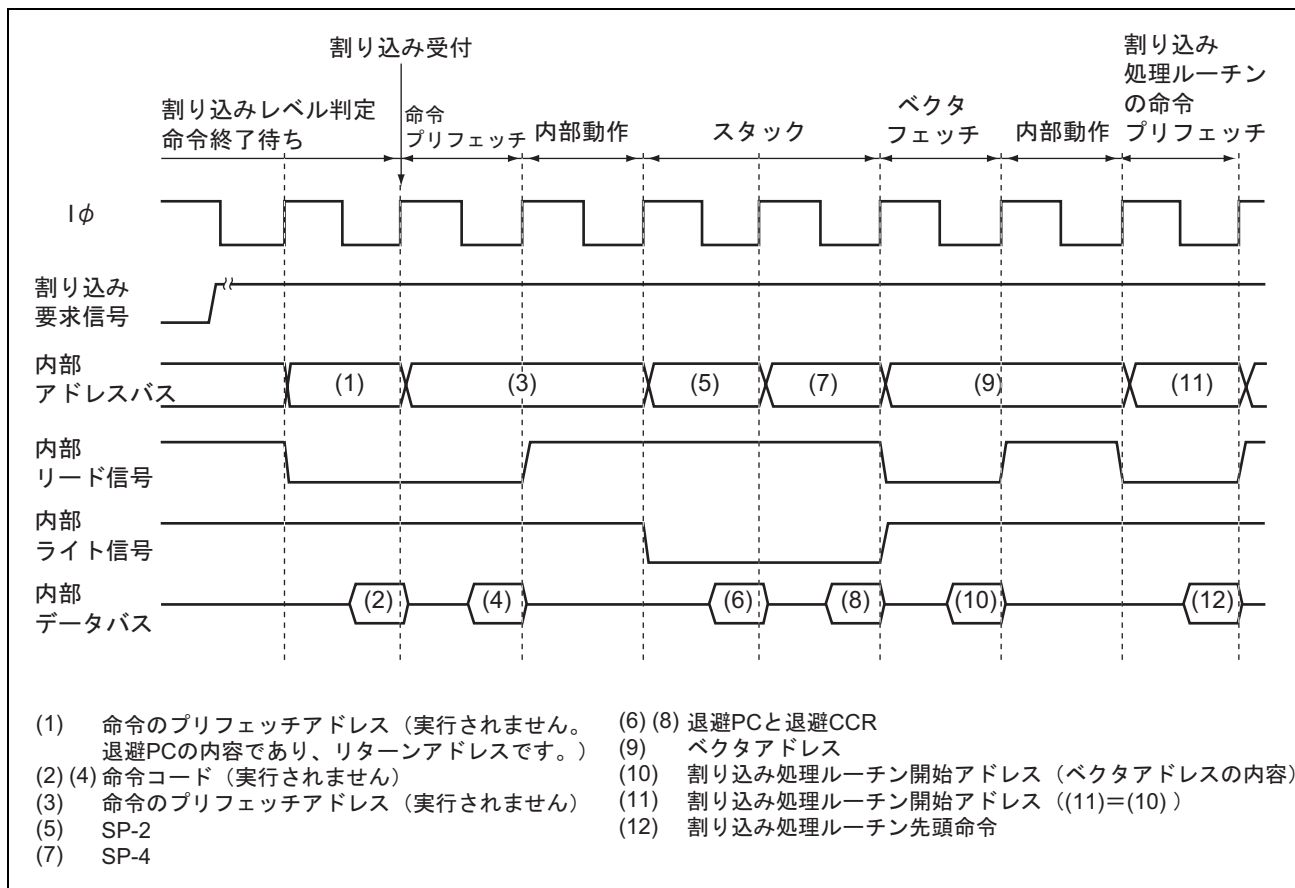 割り込み受付
割り込みレベル判定
命令終了待ち
命令
プリフェッチ
内部動作
スタック
ベクタ
フェッチ
内部動作
割り込み
処理ルーチン
の命令
プリフェッチ
Iφ
割り込み
要求信号
内部
アドレスバス
(1)
(3)
(5)
(7)
(9)
(11)
内部
リード信号
内部
ライト信号
内部
データバス
(2)
(4)
(6)
(8)
(10)
(12)
(1) 命令のプリフェッチアドレス（実行されません。
退避PCの内容であり、リターンアドレスです。）
(2) (4) 命令コード（実行されません）
(3) 命令のプリフェッチアドレス（実行されません）
(5) SP-2
(7) SP-4
(6) (8) 退避PCと退避CCR
(9) ベクタアドレス
(10) 割り込み処理ルーチン開始アドレス（ベクタアドレスの内容）
(11) 割り込み処理ルーチン開始アドレス（(11)＝(10) ）
(12) 割り込み処理ルーチン先頭命令